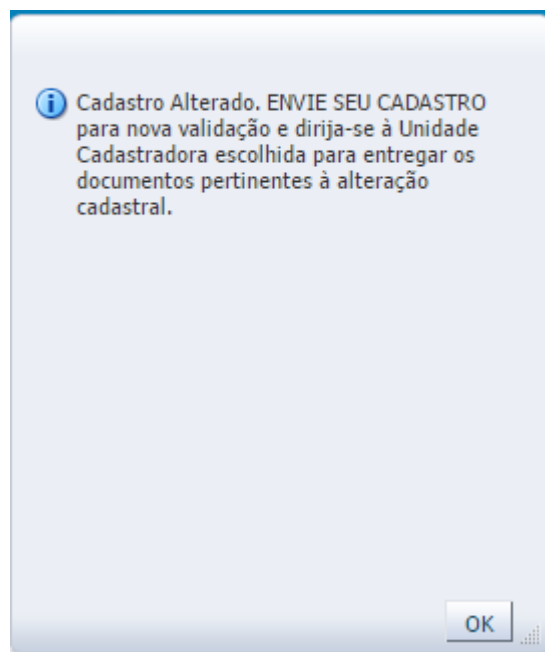 Cadastro Alterado. ENVIE SEU CADASTRO
para nova validação e dirija-se à Unidade
Cadastradora escolhida para entregar os
documentos pertinentes à alteração
cadastral.
OK